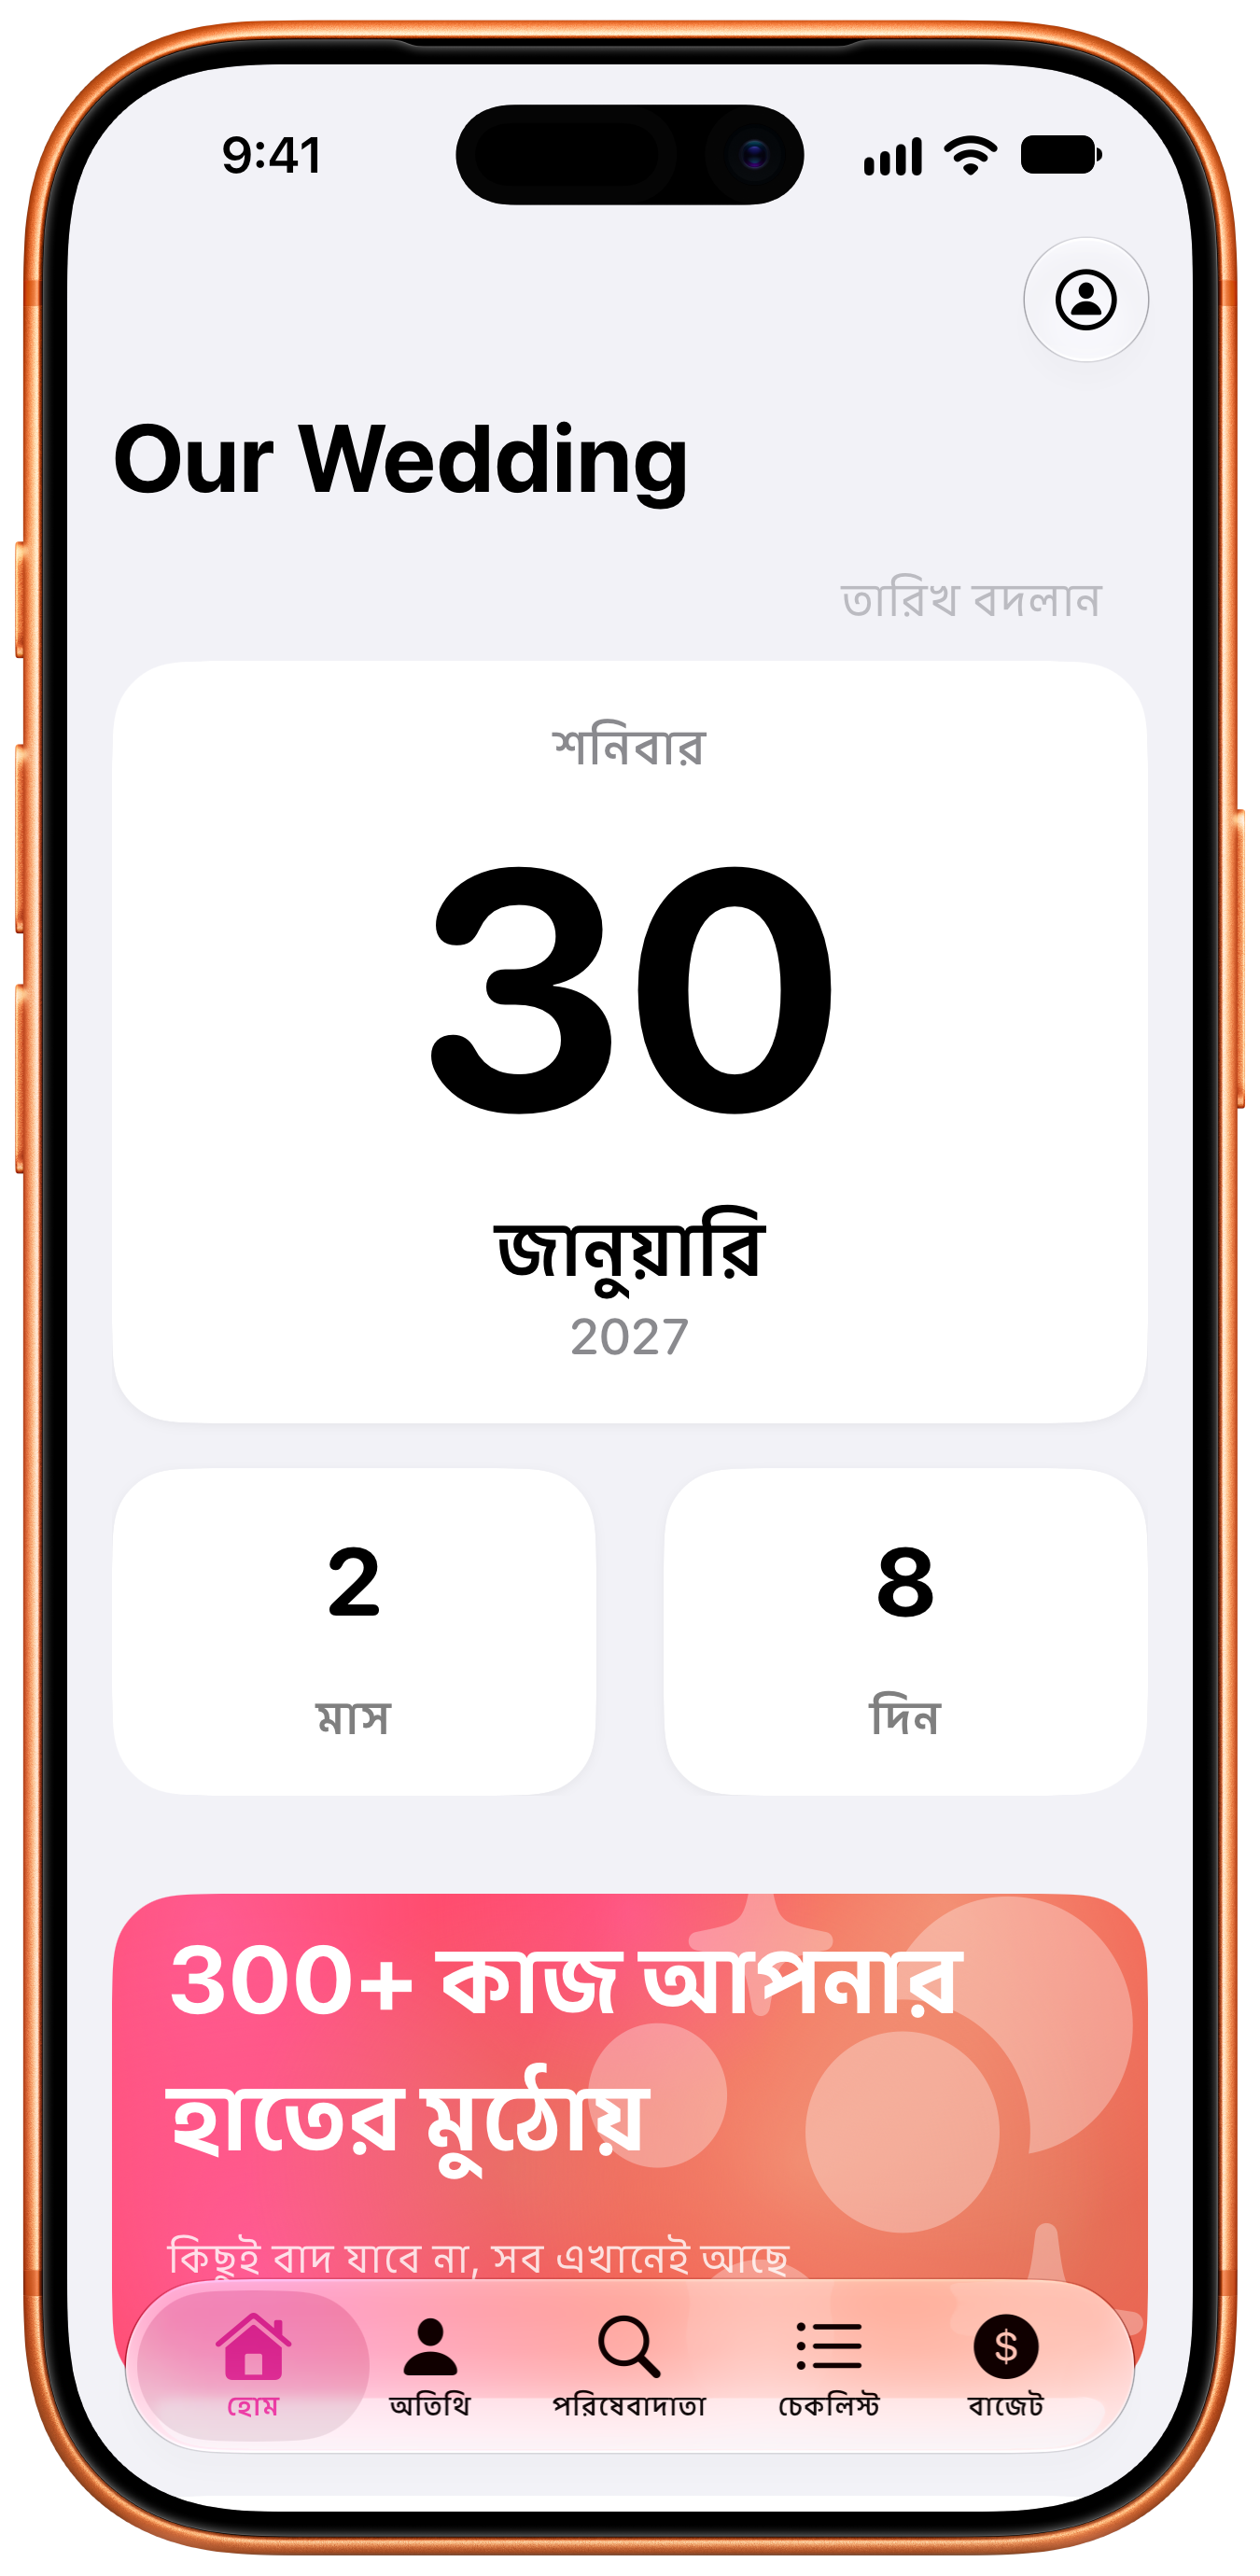 9:41
Our Wedding
তারিখ বদলান
শনিবার
30
জানুয়ারি
2027
2
মাস
8
দিন
300+ কাজ আপনার
হাতের মুঠোয়
কিছুই বাদ যাবে না, সব এখানেই আছে
হোম
অতিথি
পরিষেবাদাতা
চেকলিস্ট
বাজেট